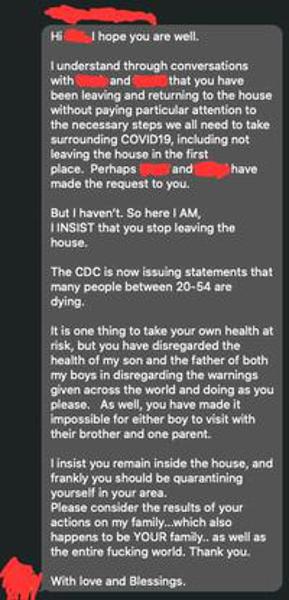 Hi I hope you are well.
I understand through conversations
with and that you have
been leaving and returning to the house
without paying particular attention to
the necessary steps we all need to take
surrounding COVID19, including not
leaving the house in the first
place. Perhaps and have
made the request to you.
But I haven't. So here I AM,
I INSIST that you stop leaving the
house.
The CDC is now issuing statements that
many people between 20-54 are
dying.
It is one thing to take your own health at
risk, but you have disregarded the
health of my son and the father of both
my boys in disregarding the warnings
given across the world and doing as you
please. As well, you have made it
impossible for either boy to visit with
their brother and one parent.
I insist you remain inside the house, and
frankly you should be quarantining
yourself in your area.
Please consider the results of your
actions on my family...which also
happens to be YOUR family.. as well as
the entire fucking world. Thank you.
With love and Blessings.